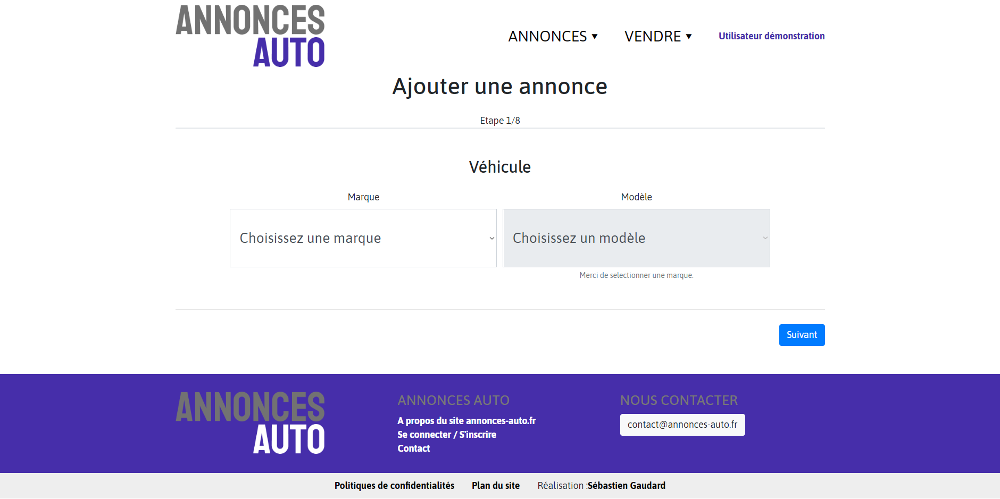 ANNONCES
AUTO
ANNONCES ▼ VENDRE ▼ Utilisateur démonstration
Ajouter une annonce
Etape 1/8
Véhicule
Marque
Modèle
Choisissez une marque
Choisissez un modèle
Merci de selectionner une marque.
Suivant
ANNONCES
AUTO
ANNONCES AUTO
A propos du site annonces-auto.fr
Se connecter / S'inscrire
Contact
NOUS CONTACTER
contact@annonces-auto.fr
Politiques de confidentialités Plan du site Réalisation :Sébastien Gaudard